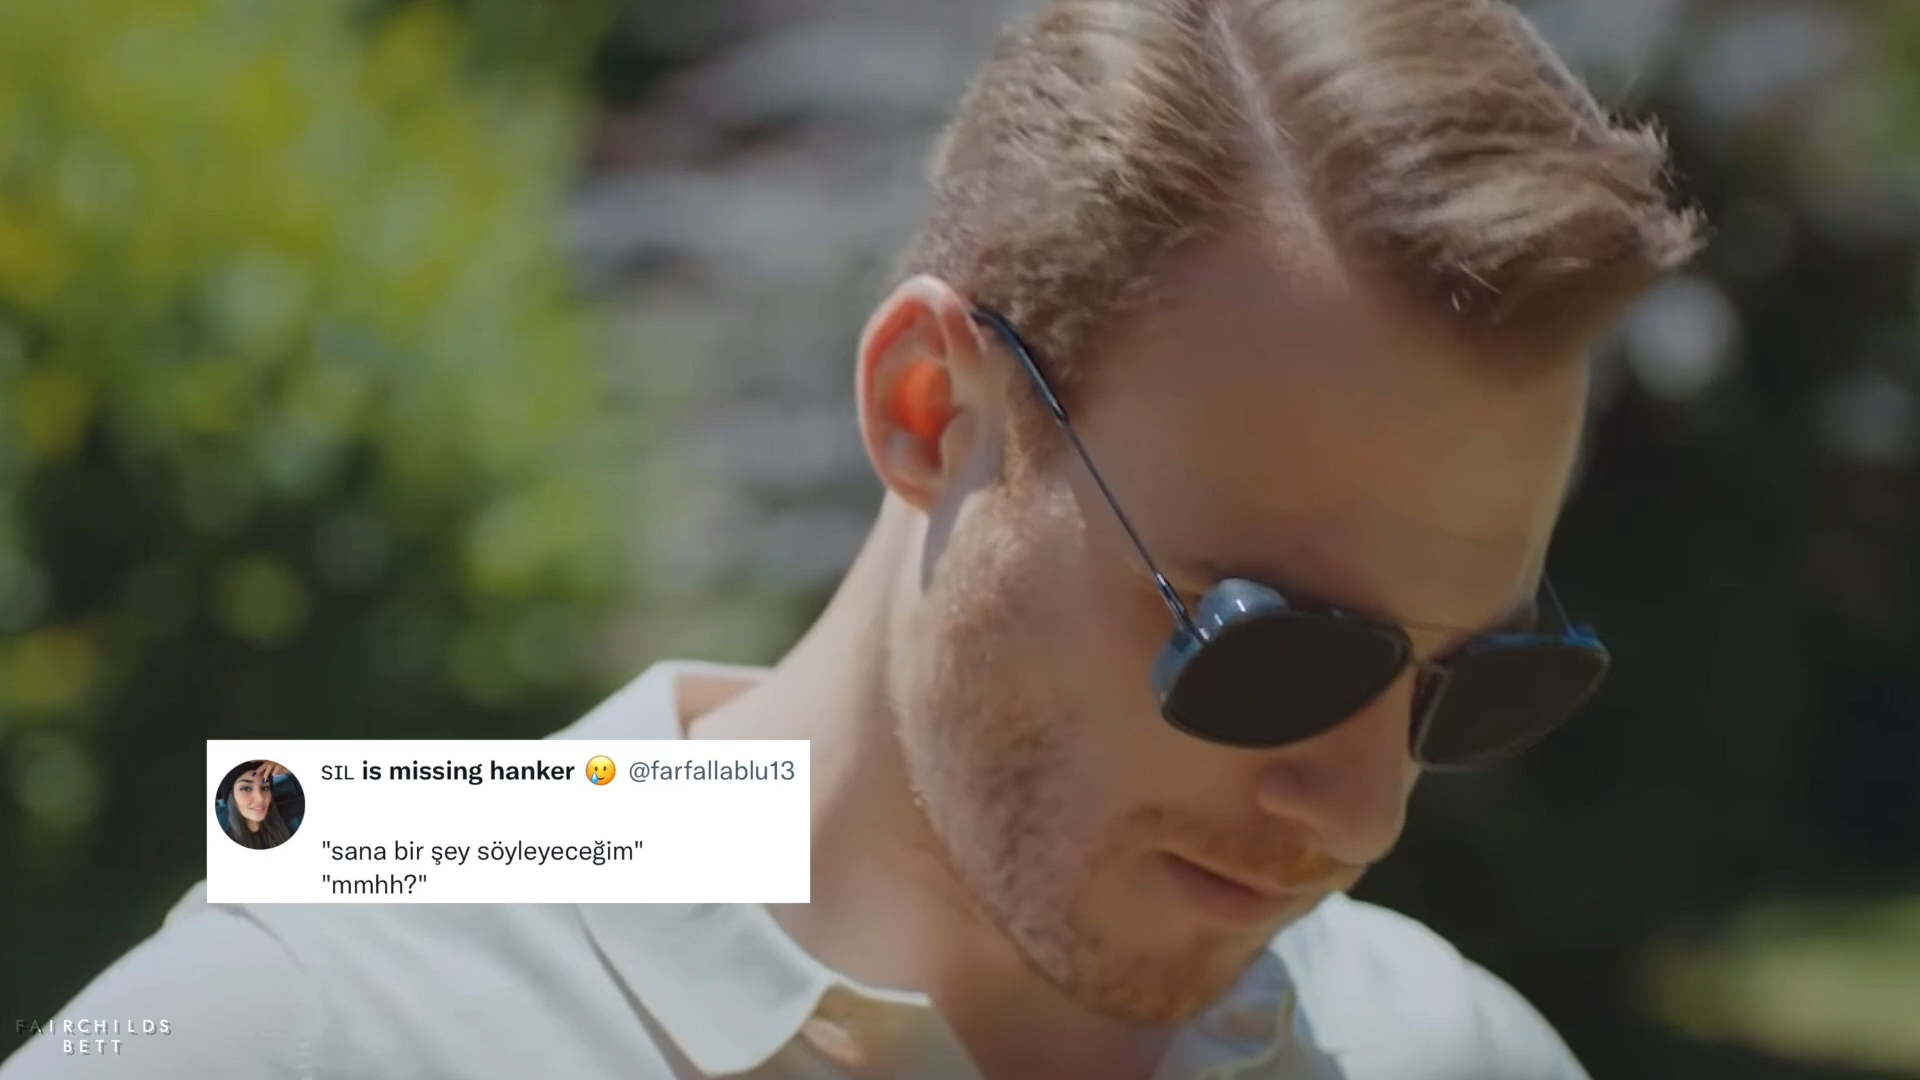 SIL is missing hanker 🥲 @farfallablu13
"sana bir şey söyleyeceğim"
"mmhh?"
FAIRCHILDS
BETT